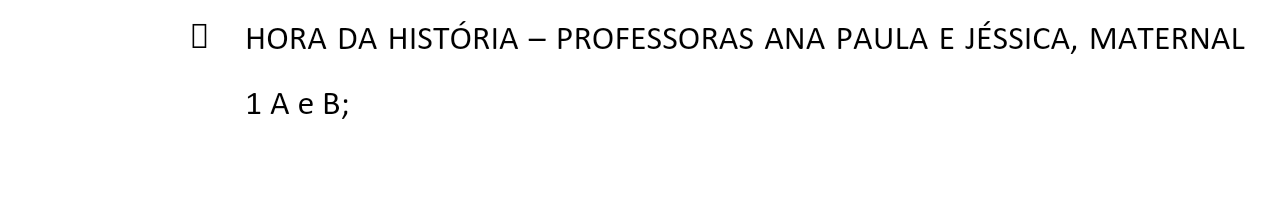 HORA DA HISTÓRIA – PROFESSORAS ANA PAULA E JÉSSICA, MATERNAL
1 A e B;